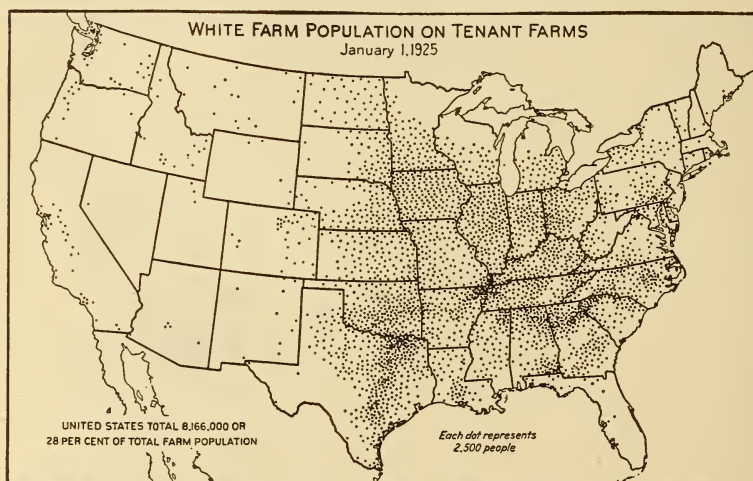 WHITE FARM POPULATION ON TENANT FARMS
January 1, 1925
UNITED STATES TOTAL 8,166,000 OR
28 PER CENT OF TOTAL FARM POPULATION
Each dot represents
2,500 people